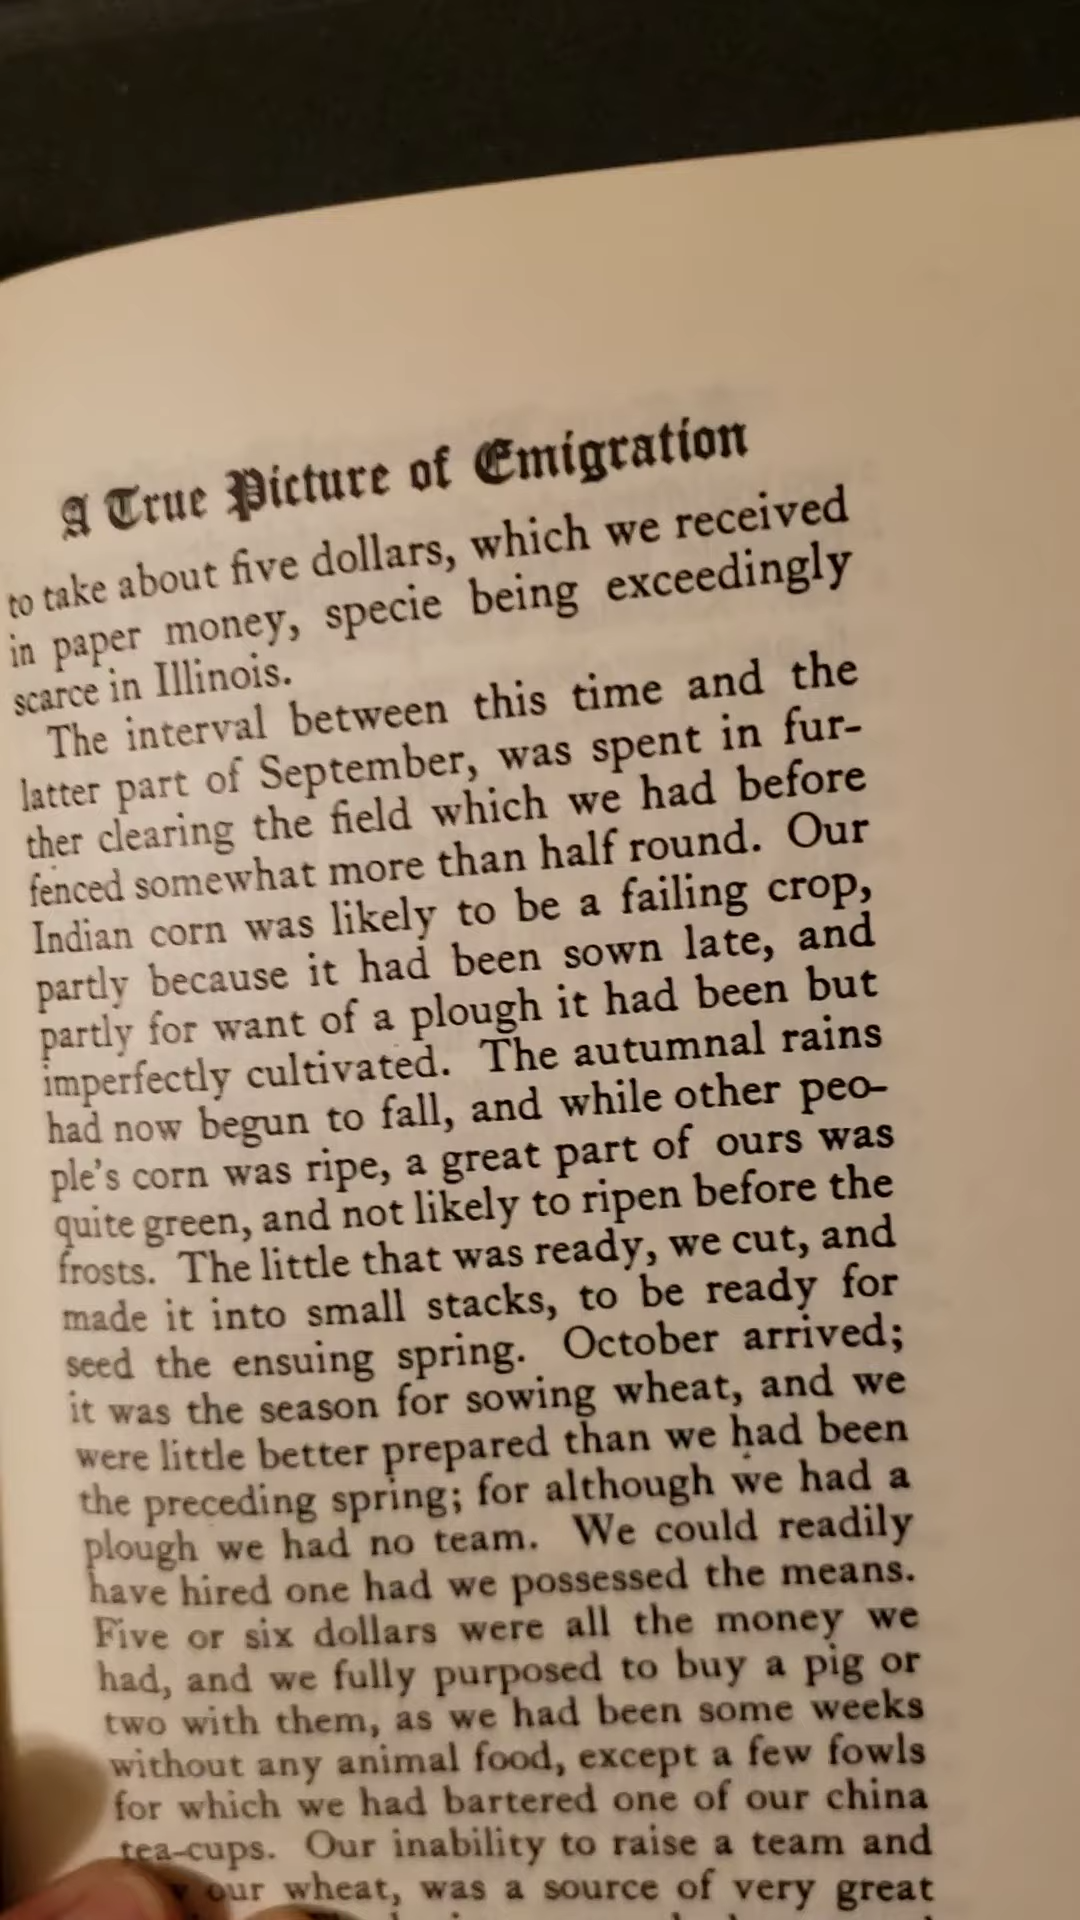 A True Picture of Emigration
to take about five dollars, which we received
in paper money, specie being exceedingly
scarce in Illinois.
The interval between this time and the
latter part of September, was spent in fur-
ther clearing the field which we had before
fenced somewhat more than half round. Our
Indian corn was likely to be a failing crop,
partly because it had been sown late, and
partly for want of a plough it had been but
imperfectly cultivated. The autumnal rains
had now begun to fall, and while other peo-
ple's corn was ripe, a great part of ours was
quite green, and not likely to ripen before the
frosts. The little that was ready, we cut, and
made it into small stacks, to be ready for
seed the ensuing spring. October arrived;
it was the season for sowing wheat, and we
were little better prepared than we had been
the preceding spring; for although we had a
plough we had no team. We could readily
have hired one had we possessed the means.
Five or six dollars were all the money we
had, and we fully purposed to buy a pig or
two with them, as we had been some weeks
without any animal food, except a few fowls
for which we had bartered one of our china
tea-cups. Our inability to raise a team and
our wheat, was a source of very great